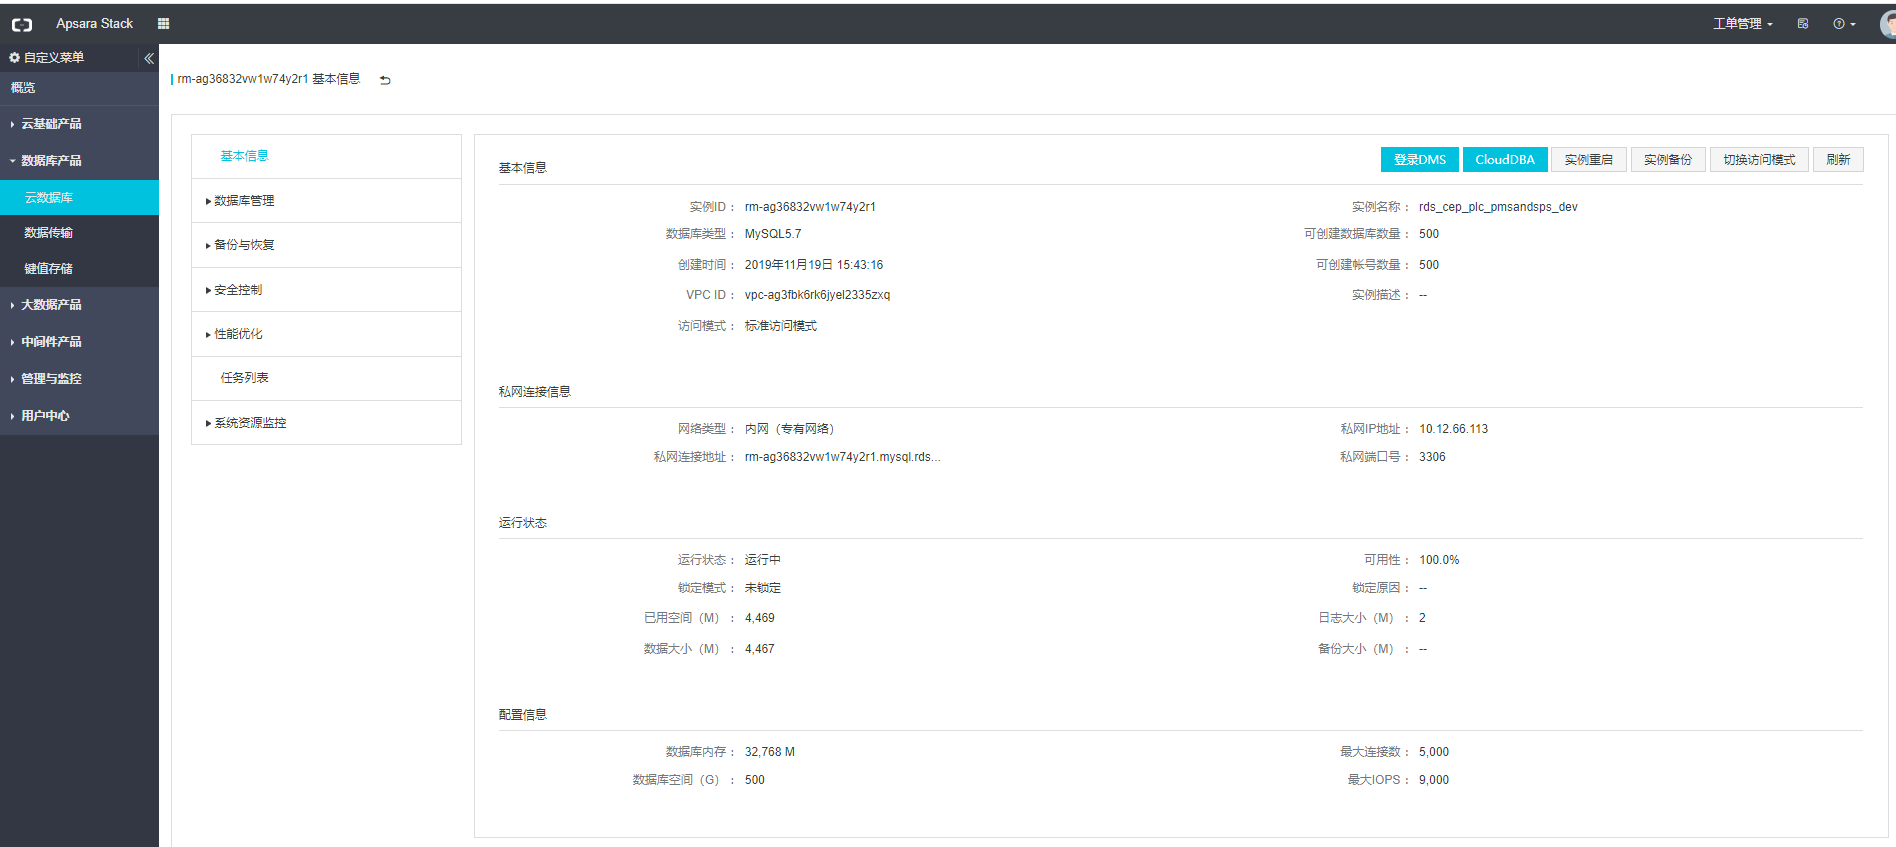 Apsara Stack
工单管理
自定义菜单
概览
云基础产品
数据库产品
云数据库
数据传输
键值存储
大数据产品
中间件产品
管理与监控
用户中心
rm-ag36832vw1w74y2r1 基本信息
基本信息
数据库管理
备份与恢复
安全控制
性能优化
任务列表
系统资源监控
基本信息
登录DMS CloudDBA 实例重启 实例备份 切换访问模式 刷新
实例ID： rm-ag36832vw1w74y2r1 实例名称： rds_cep_plc_pmsandsps_dev
数据库类型： MySQL5.7 可创建数据库数量： 500
创建时间： 2019年11月19日 15:43:16 可创建帐号数量： 500
VPC ID： vpc-ag3fbk6rk6jyel2335zxq 实例描述： --
访问模式： 标准访问模式
私网连接信息
网络类型： 内网（专有网络） 私网IP地址： 10.12.66.113
私网连接地址： rm-ag36832vw1w74y2r1.mysql.rds... 私网端口号： 3306
运行状态
运行状态： 运行中 可用性： 100.0%
锁定模式： 未锁定 锁定原因： --
已用空间（M）： 4,469 日志大小（M）： 2
数据大小（M）： 4,467 备份大小（M）： --
配置信息
数据库内存： 32,768 M 最大连接数： 5,000
数据库空间（G）： 500 最大IOPS： 9,000